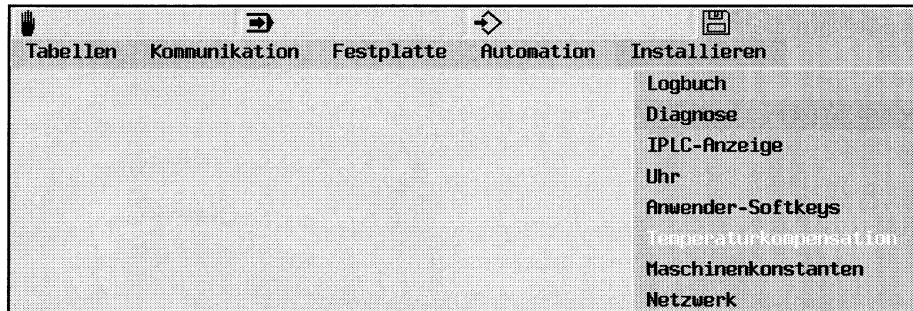 Tabellen Kommunikation Festplatte Automation Installieren
Logbuch
Diagnose
IPLC-Anzeige
Uhr
Anwender-Softkeys
Temperaturkompensation
Maschinenkonstanten
Netzwerk